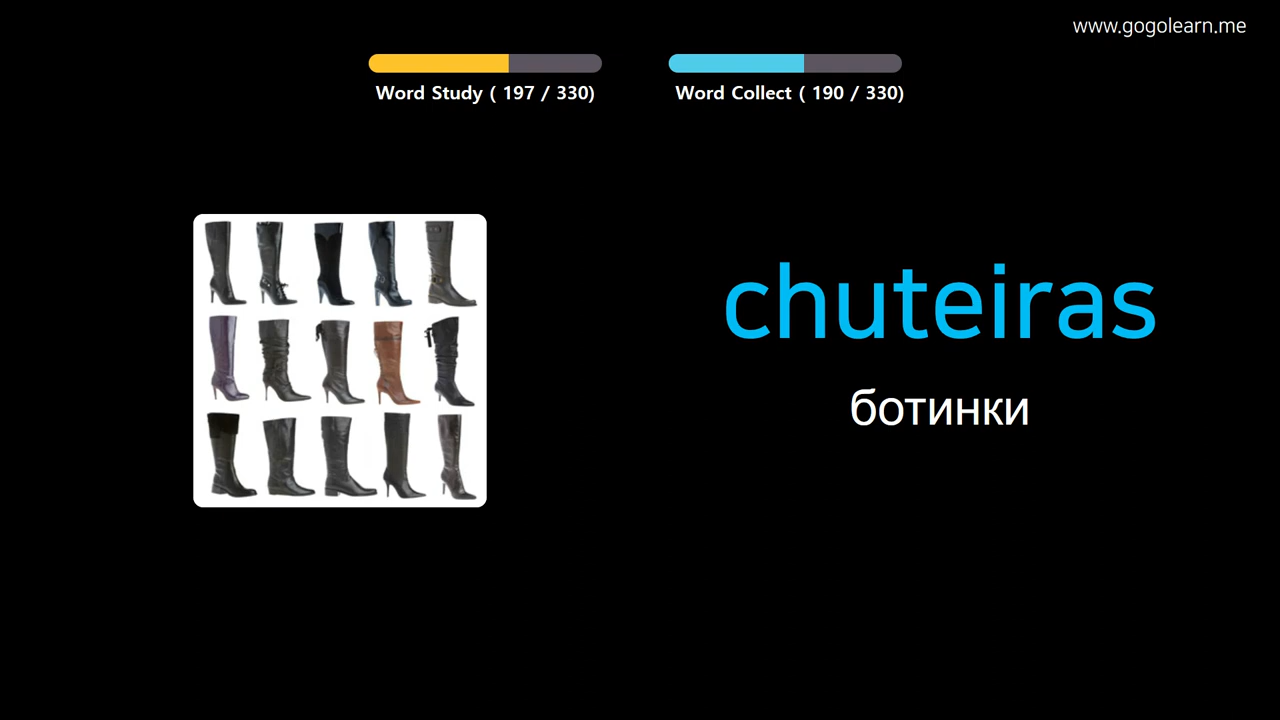 www.gogolearn.me
Word Study ( 197 / 330)
Word Collect ( 190 / 330)
chuteiras
ботинки